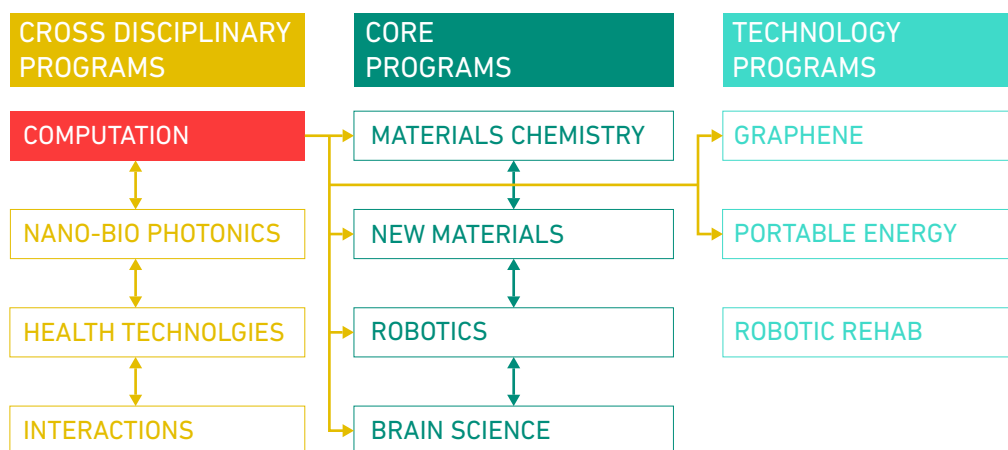 CROSS DISCIPLINARY
PROGRAMS
CORE
PROGRAMS
TECHNOLOGY
PROGRAMS
COMPUTATION
MATERIALS CHEMISTRY
GRAPHENE
NANO-BIO PHOTONICS
NEW MATERIALS
PORTABLE ENERGY
HEALTH TECHNOLGIES
ROBOTICS
ROBOTIC REHAB
INTERACTIONS
BRAIN SCIENCE